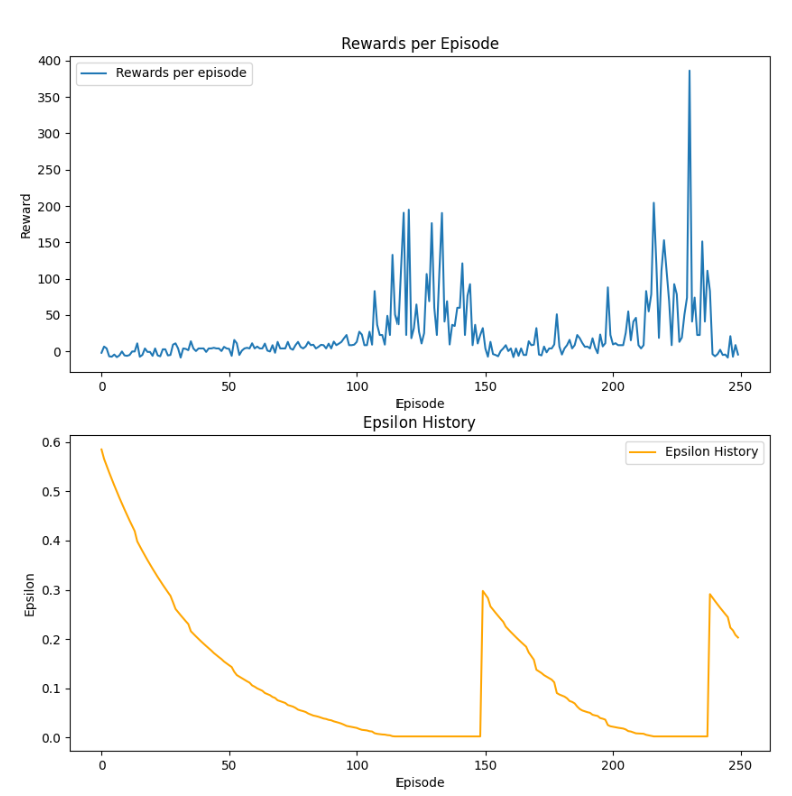 Rewards per Episode
Rewards per episode
400
350
300
250
200
150
100
50
0
Reward
0 50 100 150 200 250
Episode
Epsilon History
Epsilon History
0.6
0.5
0.4
0.3
0.2
0.1
0.0
Epsilon
0 50 100 150 200 250
Episode